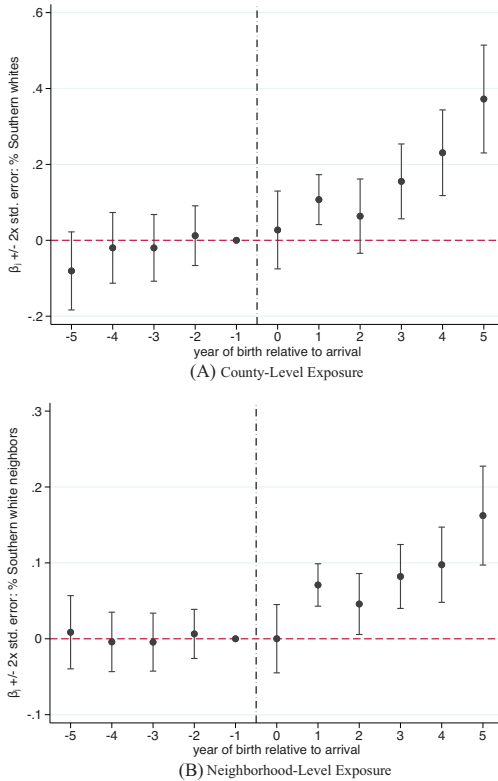 β_i +/- 2x std. error: % Southern whites
.6
.4
.2
0
-.2
-5 -4 -3 -2 -1 0 1 2 3 4 5
year of birth relative to arrival
(A) County-Level Exposure
β_i +/- 2x std. error: % Southern white neighbors
.3
.2
.1
0
-.1
-5 -4 -3 -2 -1 0 1 2 3 4 5
year of birth relative to arrival
(B) Neighborhood-Level Exposure